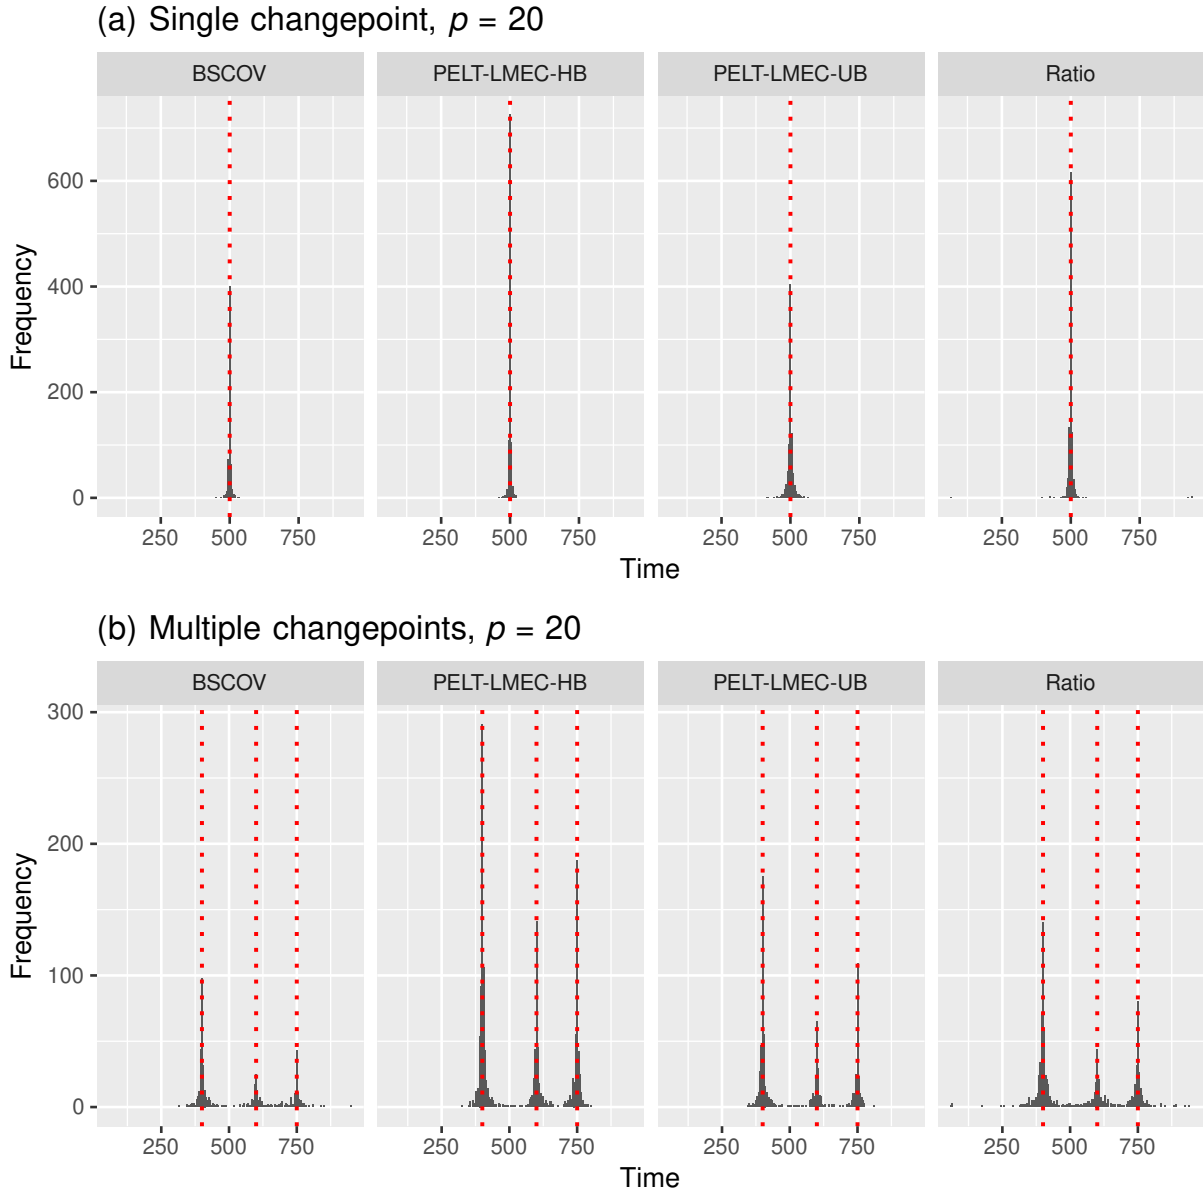 (a) Single changepoint, p = 20
BSCOV PELT-LMEC-HB PELT-LMEC-UB Ratio
600
400
200
0
Frequency
250 500 750 250 500 750 250 500 750 250 500 750
Time
(b) Multiple changepoints, p = 20
BSCOV PELT-LMEC-HB PELT-LMEC-UB Ratio
300
200
100
0
Frequency
250 500 750 250 500 750 250 500 750 250 500 750
Time